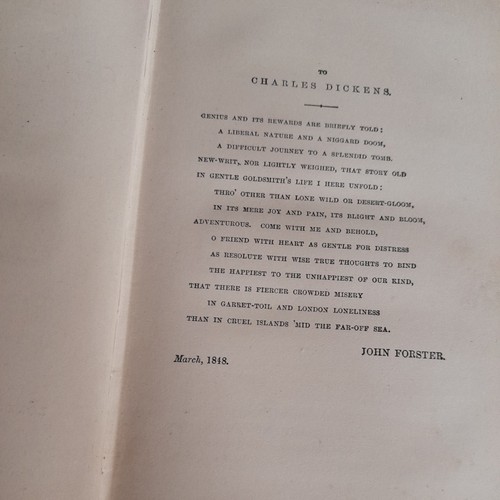 TO
CHARLES DICKENS.
GENIUS AND ITS REWARDS ARE BRIEFLY TOLD:
A LIBERAL NATURE AND A NIGGARD DOOM,
A DIFFICULT JOURNEY TO A SPLENDID TOMB.
NEW-WRIT, NOR LIGHTLY WEIGHED, THAT STORY OLD
IN GENTLE GOLDSMITH'S LIFE I HERE UNFOLD:
THRO' OTHER THAN LONE WILD OR DESERT-GLOOM,
IN ITS MERE JOY AND PAIN, ITS BLIGHT AND BLOOM,
ADVENTUROUS. COME WITH ME AND BEHOLD,
O FRIEND WITH HEART AS GENTLE FOR DISTRESS
AS RESOLUTE WITH WISE TRUE THOUGHTS TO BIND
THE HAPPIEST TO THE UNHAPPIEST OF OUR KIND,
THAT THERE IS FIERCER CROWDED MISERY
IN GARRET-TOIL AND LONDON LONELINESS
THAN IN CRUEL ISLANDS 'MID THE FAR-OFF SEA.
JOHN FORSTER.
March, 1848.